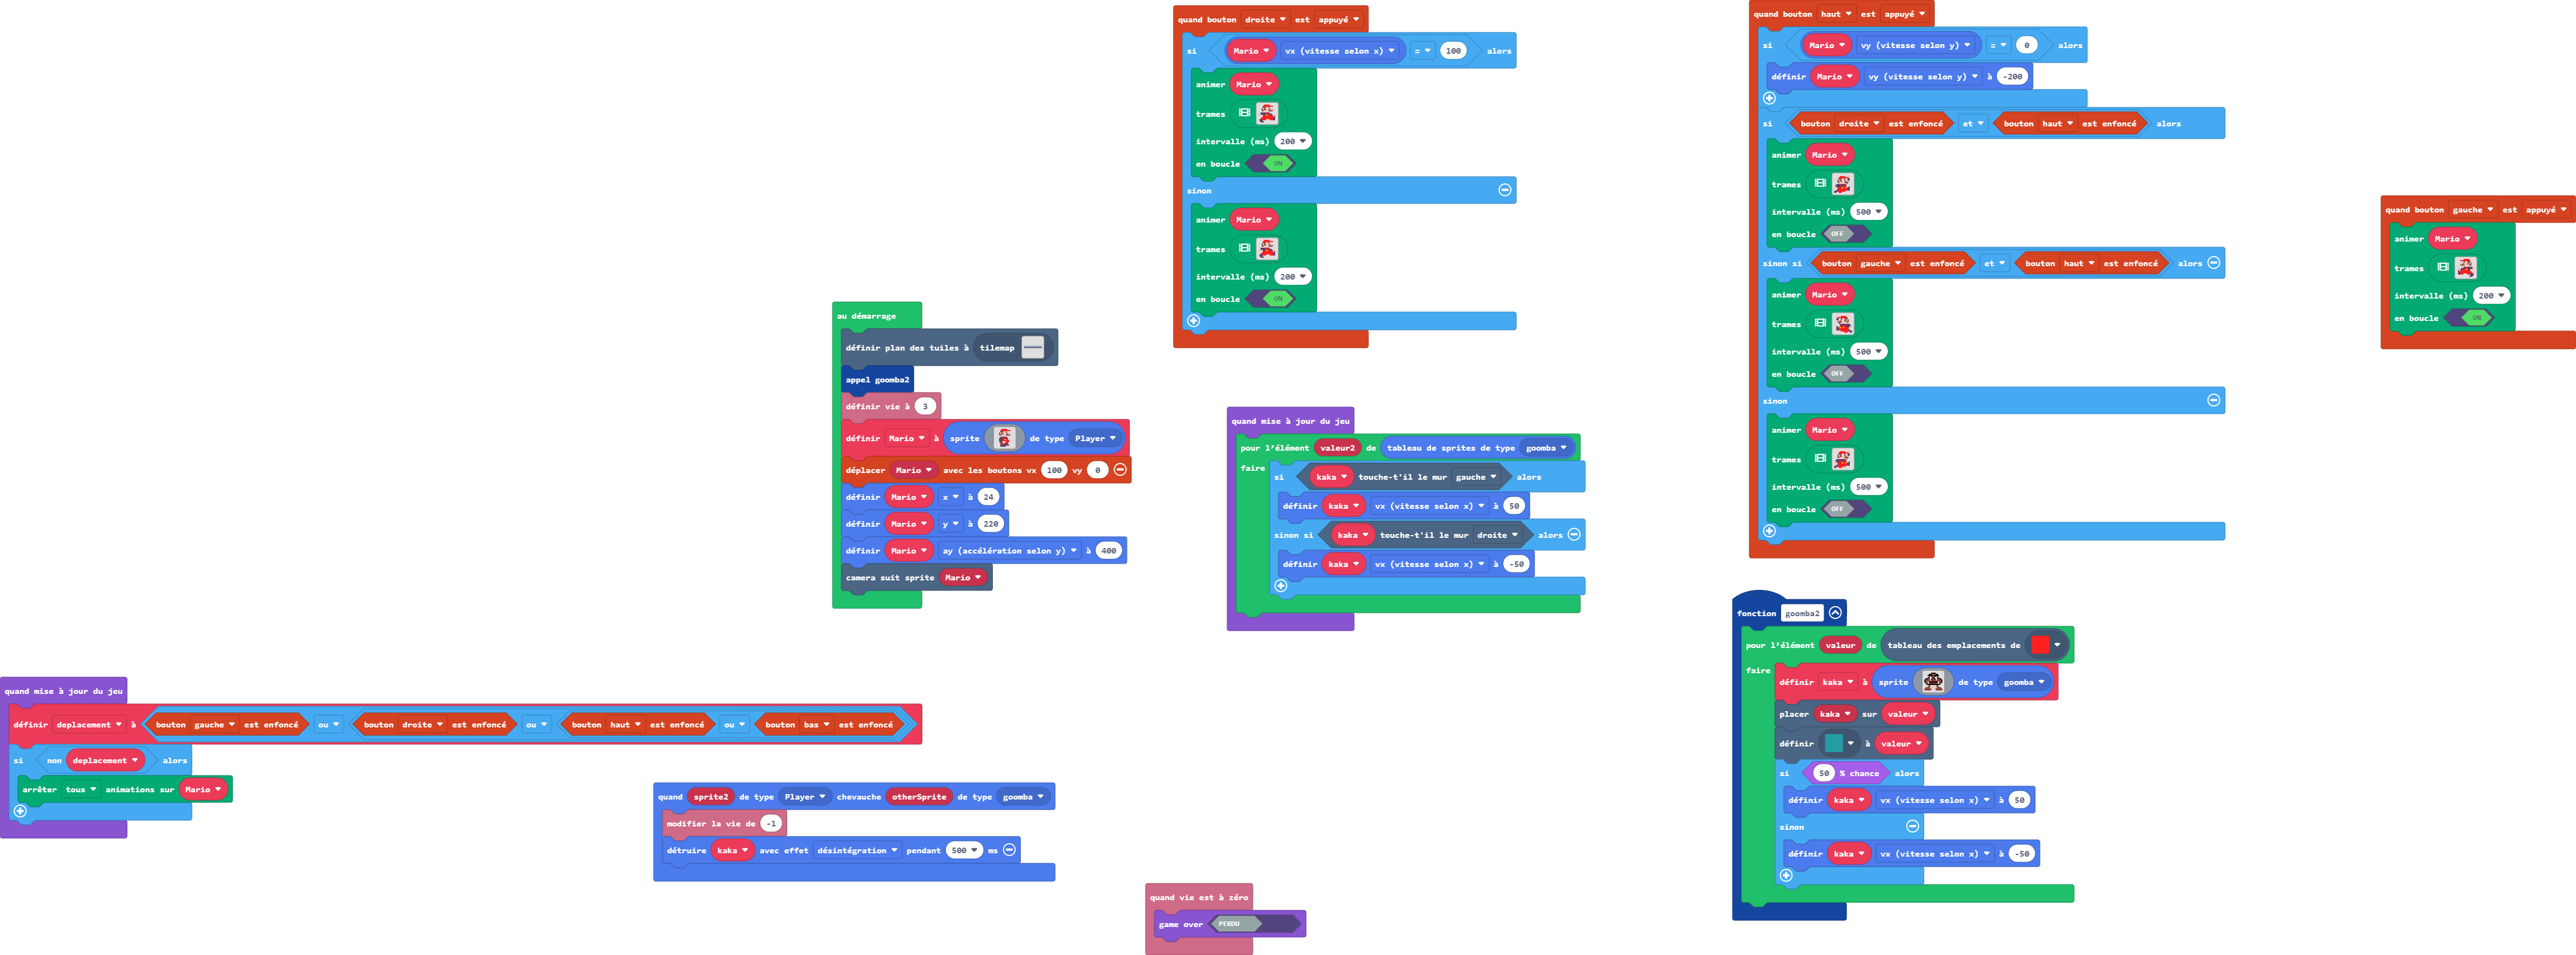 quand bouton droite est appuyé
si Mario vx (vitesse selon x) = 100 alors
animer Mario
trames
intervalle (ms) 200
en boucle ON
sinon
animer Mario
trames
intervalle (ms) 200
en boucle ON
quand bouton haut est appuyé
si Mario vy (vitesse selon y) = 0 alors
définir Mario vy (vitesse selon y) à -200
si bouton droite est enfoncé et bouton haut est enfoncé alors
animer Mario
trames
intervalle (ms) 500
en boucle OFF
sinon si bouton gauche est enfoncé et bouton haut est enfoncé alors
animer Mario
trames
intervalle (ms) 500
en boucle OFF
sinon
animer Mario
trames
intervalle (ms) 500
en boucle OFF
quand bouton gauche est appuyé
animer Mario
trames
intervalle (ms) 200
en boucle ON
au démarrage
définir plan des tuiles à tilemap
appel goomba2
définir vie à 3
définir Mario à sprite de type Player
déplacer Mario avec les boutons vx 100 vy 0
définir Mario x à 24
définir Mario y à 220
définir Mario ay (accélération selon y) à 400
camera suit sprite Mario
quand mise à jour du jeu
pour l'élément valeur2 de tableau de sprites de type goomba
faire
si kaka touche-t'il le mur gauche alors
définir kaka vx (vitesse selon x) à 50
sinon si kaka touche-t'il le mur droite alors
définir kaka vx (vitesse selon x) à -50
fonction goomba2
pour l'élément valeur de tableau des emplacements de
faire
définir kaka à sprite de type goomba
placer kaka sur valeur
définir à valeur
si 50 % chance alors
définir kaka vx (vitesse selon x) à 50
sinon
définir kaka vx (vitesse selon x) à -50
quand mise à jour du jeu
définir deplacement à bouton gauche est enfoncé ou bouton droite est enfoncé ou bouton haut est enfoncé ou bouton bas est enfoncé
si non deplacement alors
arrêter tous animations sur Mario
quand sprite2 de type Player chevauche otherSprite de type goomba
modifier la vie de -1
détruire kaka avec effet désintégration pendant 500 ms
quand vie est à zéro
game over PERDU